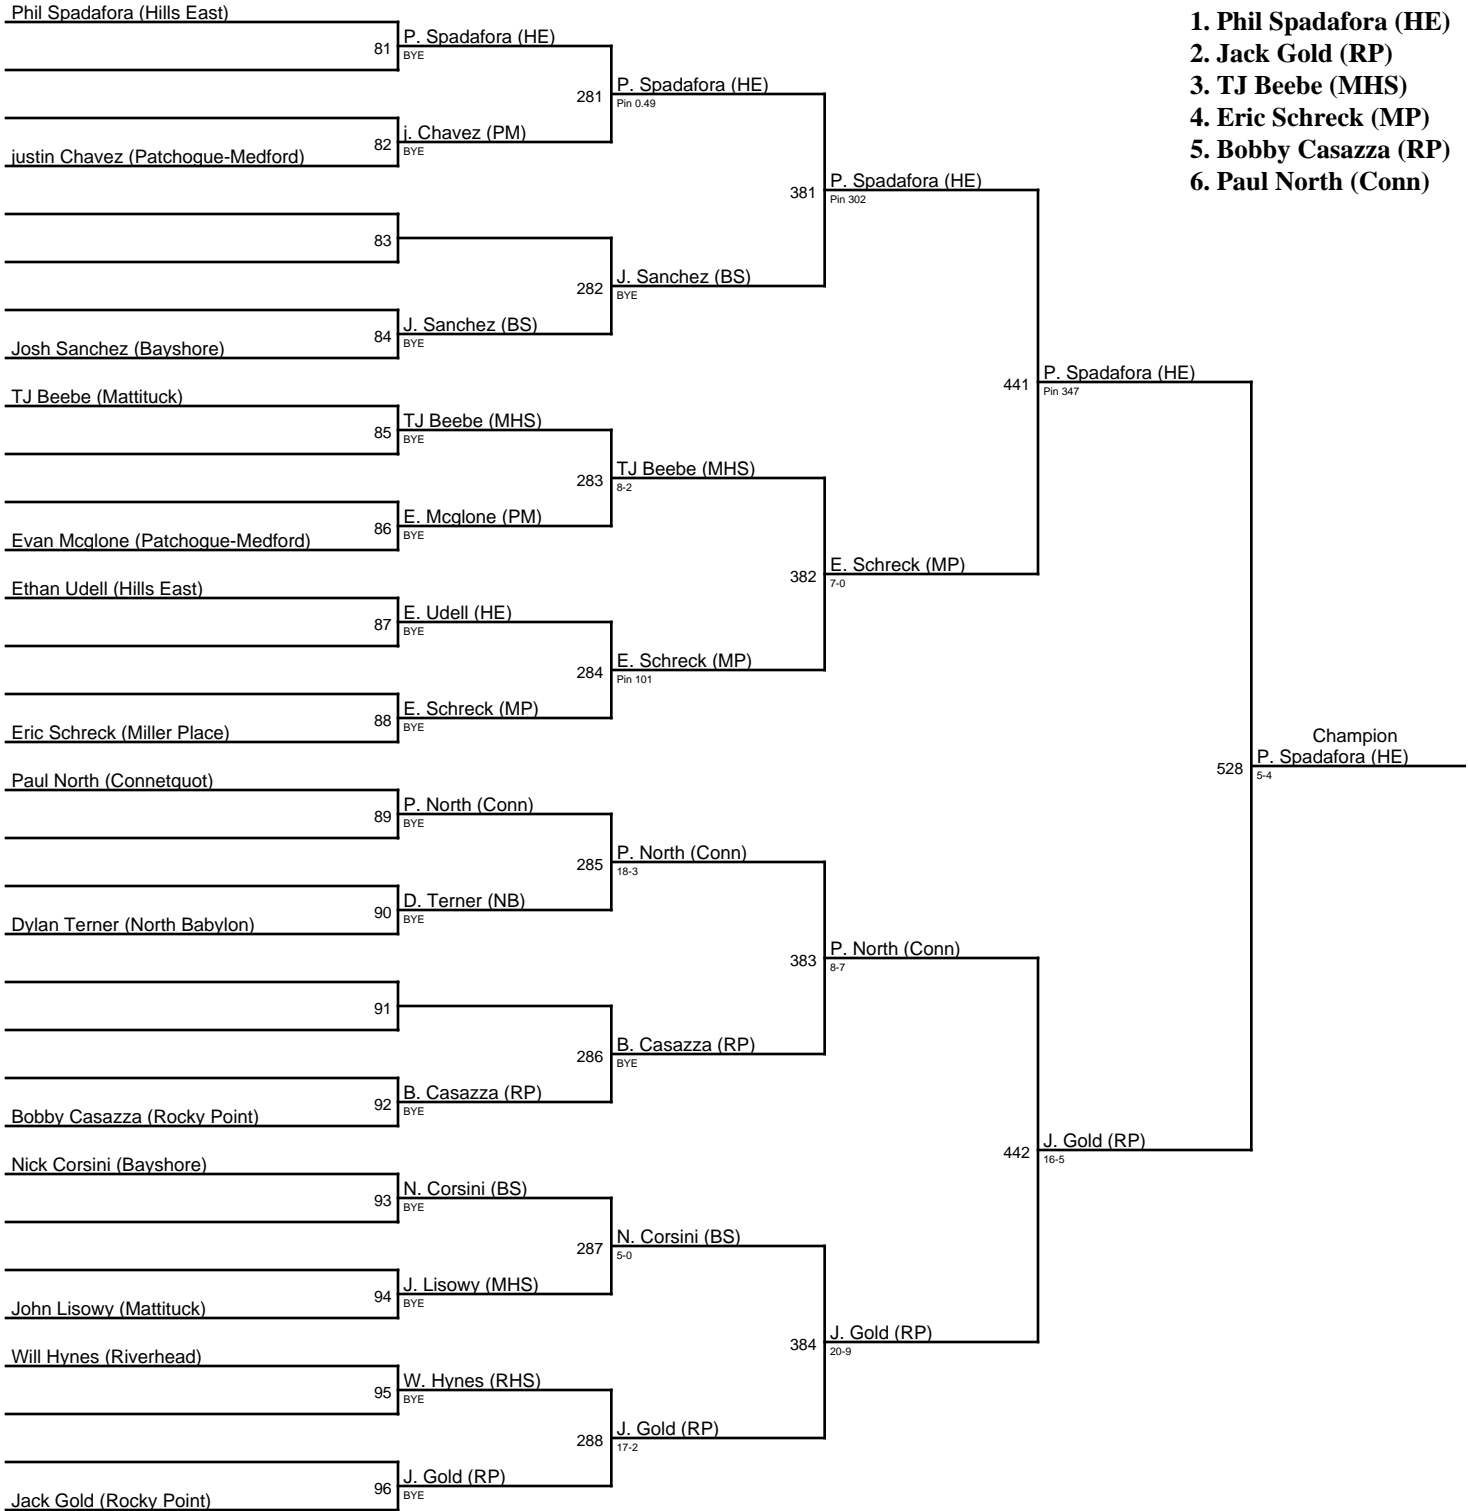 Phil Spadafora (Hills East)
81
P. Spadafora (HE)
BYE
281
P. Spadafora (HE)
Pin 0.49
justin Chavez (Patchogue-Medford)
82
j. Chavez (PM)
BYE
381
P. Spadafora (HE)
Pin 302
83
282
J. Sanchez (BS)
BYE
Josh Sanchez (Bayshore)
84
J. Sanchez (BS)
BYE
441
P. Spadafora (HE)
Pin 347
TJ Beebe (Mattituck)
85
TJ Beebe (MHS)
BYE
283
TJ Beebe (MHS)
8-2
Evan Mcglone (Patchogue-Medford)
86
E. Mcglone (PM)
BYE
382
E. Schreck (MP)
7-0
Ethan Udell (Hills East)
87
E. Udell (HE)
BYE
284
E. Schreck (MP)
Pin 101
Eric Schreck (Miller Place)
88
E. Schreck (MP)
BYE
528
Champion
P. Spadafora (HE)
5-4
Paul North (Connetquot)
89
P. North (Conn)
BYE
285
P. North (Conn)
18-3
Dylan Terner (North Babylon)
90
D. Terner (NB)
BYE
383
P. North (Conn)
8-7
91
286
B. Casazza (RP)
BYE
Bobby Casazza (Rocky Point)
92
B. Casazza (RP)
BYE
442
J. Gold (RP)
16-5
Nick Corsini (Bayshore)
93
N. Corsini (BS)
BYE
287
N. Corsini (BS)
5-0
John Lisowy (Mattituck)
94
J. Lisowy (MHS)
BYE
384
J. Gold (RP)
20-9
Will Hynes (Riverhead)
95
W. Hynes (RHS)
BYE
288
J. Gold (RP)
17-2
Jack Gold (Rocky Point)
96
J. Gold (RP)
BYE
1. Phil Spadafora (HE)
2. Jack Gold (RP)
3. TJ Beebe (MHS)
4. Eric Schreck (MP)
5. Bobby Casazza (RP)
6. Paul North (Conn)